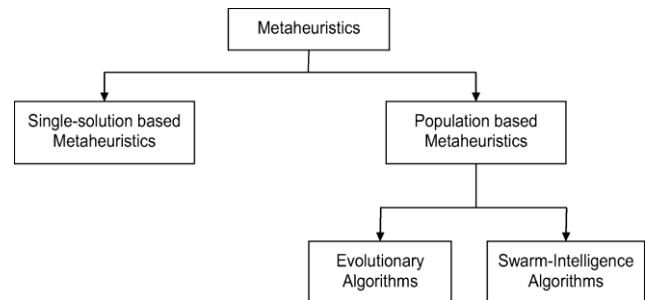 Metaheuristics
Single-solution based
Metaheuristics
Population based
Metaheuristics
Evolutionary
Algorithms
Swarm-Intelligence
Algorithms